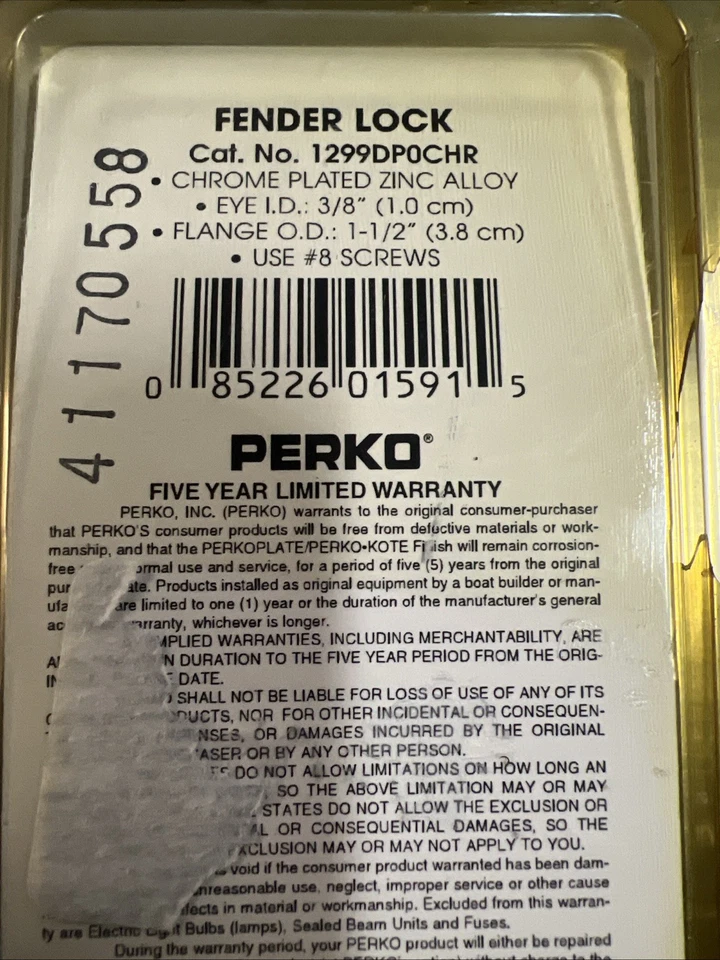 FENDER LOCK
Cat. No. 1299DP0CHR
• CHROME PLATED ZINC ALLOY
• EYE I.D.: 3/8" (1.0 cm)
• FLANGE O.D.: 1-1/2" (3.8 cm)
• USE #8 SCREWS
41170558
0 85226 01591 5
PERKO®
FIVE YEAR LIMITED WARRANTY
PERKO, INC. (PERKO) warrants to the original consumer-purchaser
that PERKO'S consumer products will be free from defective materials or work-
manship, and that the PERKOPLATE/PERKO•KOTE Finish will remain corrosion-
free ormal use and service, for a period of five (5) years from the original
pur ate. Products installed as original equipment by a boat builder or man-
ufa are limited to one (1) year or the duration of the manufacturer's general
ac rranty, whichever is longer.
MPLIED WARRANTIES, INCLUDING MERCHANTABILITY, ARE
N DURATION TO THE FIVE YEAR PERIOD FROM THE ORIG-
IN DATE.
SHALL NOT BE LIABLE FOR LOSS OF USE OF ANY OF ITS
DUCTS, NOR FOR OTHER INCIDENTAL OR CONSEQUEN-
NSES, OR DAMAGES INCURRED BY THE ORIGINAL
ASER OR BY ANY OTHER PERSON.
DO NOT ALLOW LIMITATIONS ON HOW LONG AN
SO THE ABOVE LIMITATION MAY OR MAY
STATES DO NOT ALLOW THE EXCLUSION OR
AL OR CONSEQUENTIAL DAMAGES, SO THE
XCLUSION MAY OR MAY NOT APPLY TO YOU.
void if the consumer product warranted has been dam-
nreasonable use, neglect, improper service or other cause
fects in material or workmanship. Excluded from this warran-
ty are Electric Light Bulbs (lamps), Sealed Beam Units and Fuses.
During the warranty period, your PERKO product will either be repaired